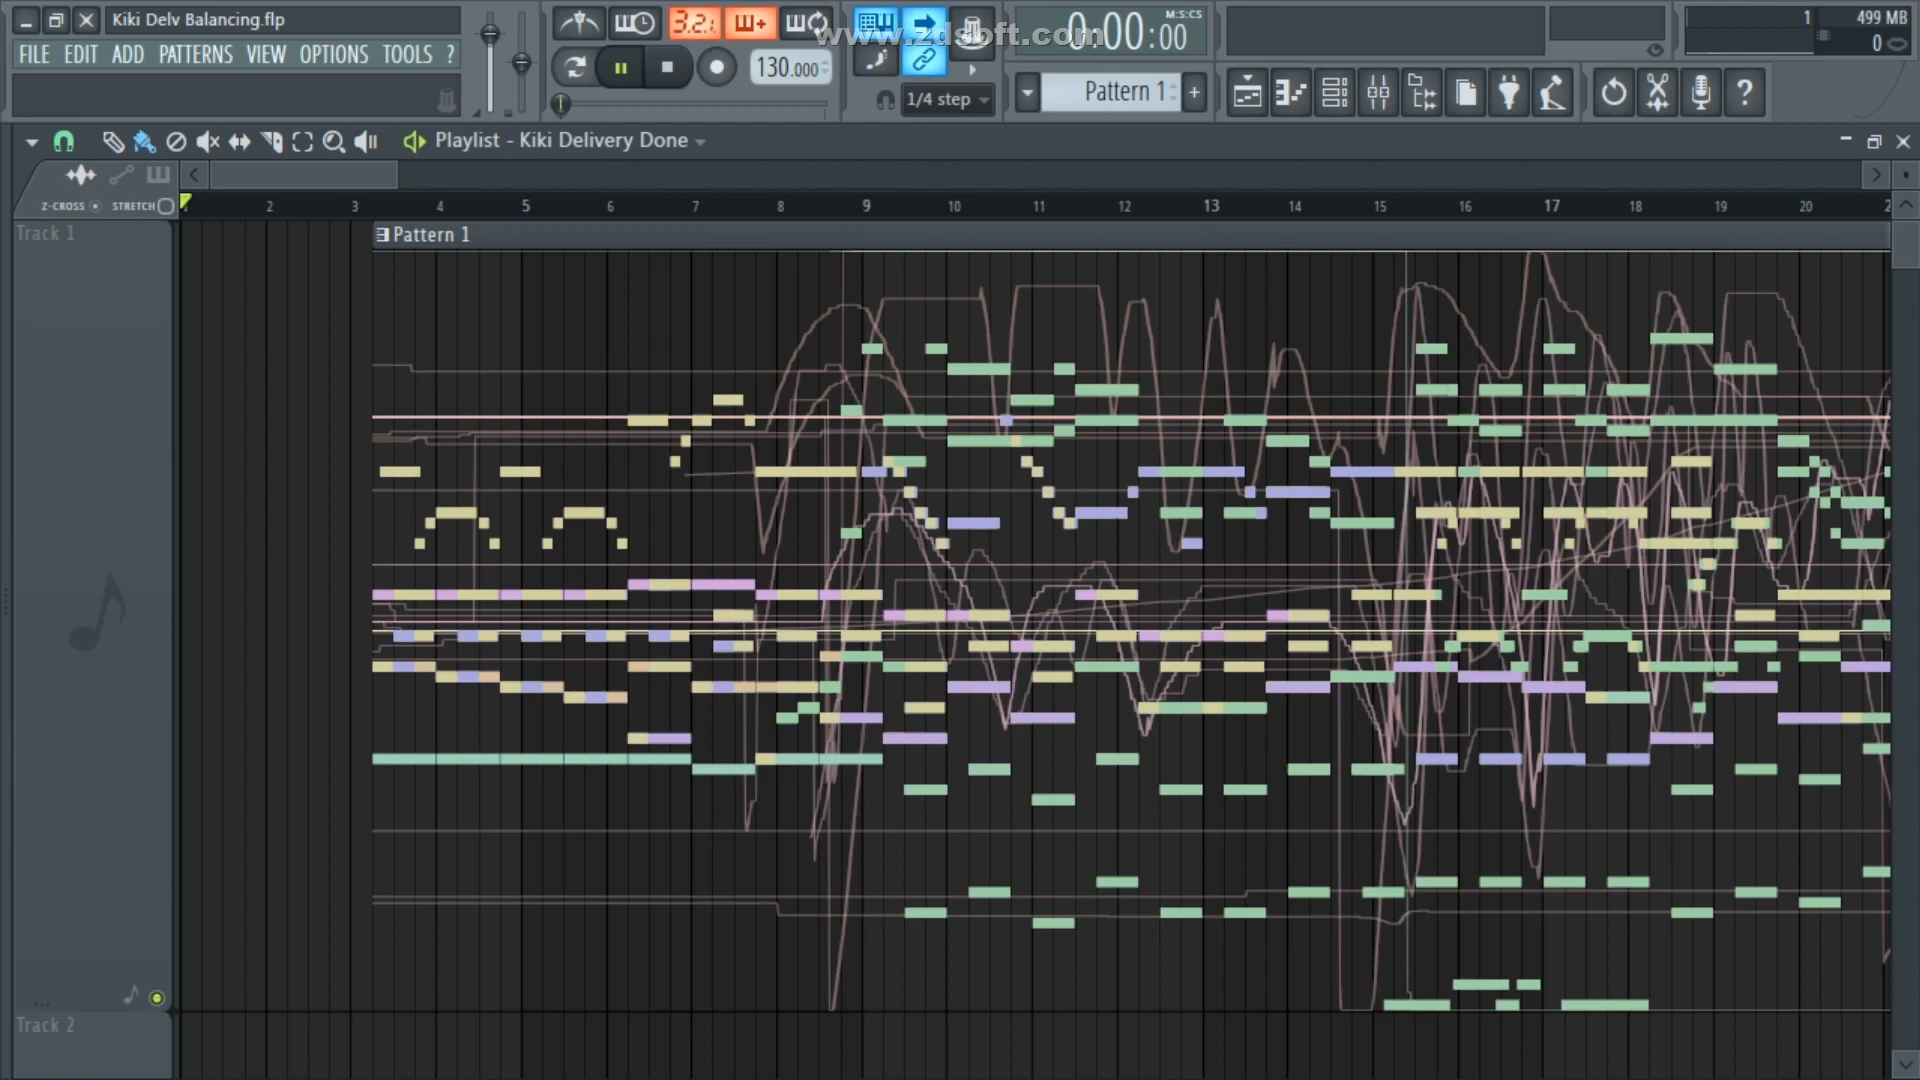 Kiki Delv Balancing.flp
FILE EDIT ADD PATTERNS VIEW OPTIONS TOOLS ?
3.2.
130.000
1/4 step
www.zdsoft.com
M:S:CS
0:00:00
Pattern 1
+
1
499 MB
0
?
Playlist - Kiki Delivery Done
Z-CROSS
STRETCH
2 3 4 5 6 7 8 9 10 11 12 13 14 15 16 17 18 19 20 2
Track 1
Pattern 1
Track 2